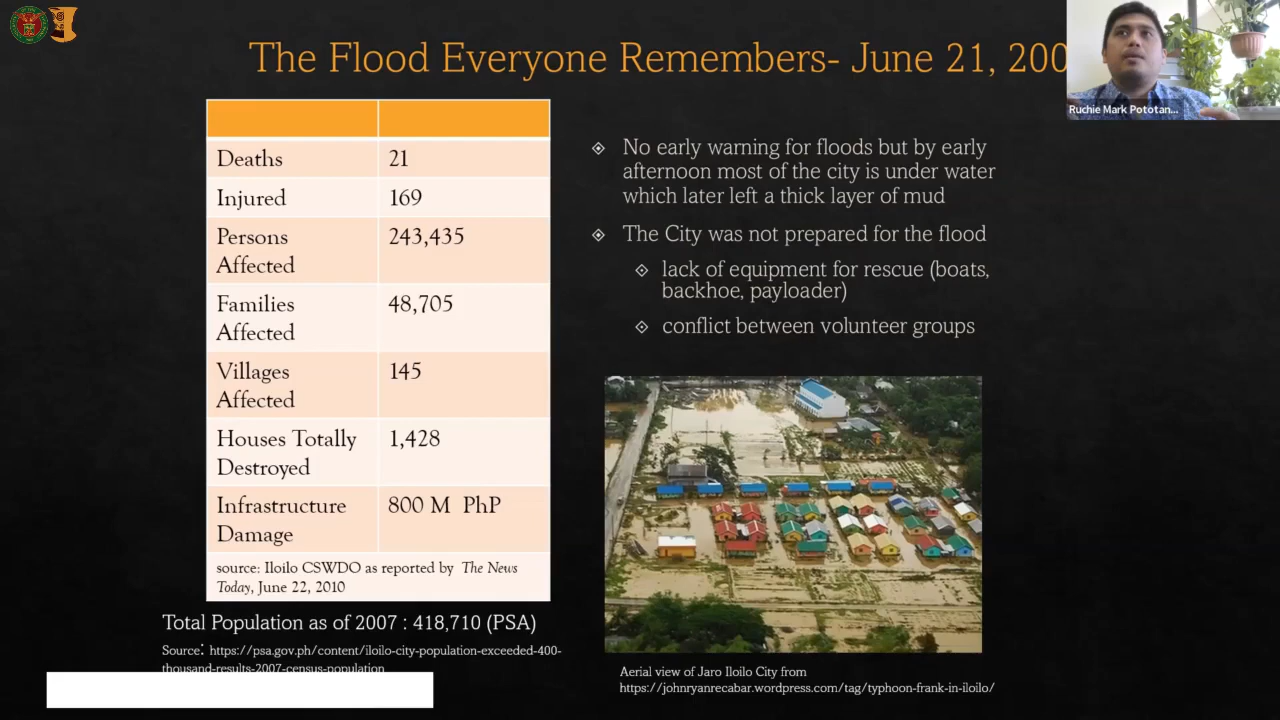 The Flood Everyone Remembers- June 21, 200
Ruchie Mark Pototan...
Deaths 21
Injured 169
Persons 243,435
Affected
Families 48,705
Affected
Villages 145
Affected
Houses Totally 1,428
Destroyed
Infrastructure 800 M PhP
Damage
source: Iloilo CSWDO as reported by The News
Today, June 22, 2010
Total Population as of 2007 : 418,710 (PSA)
Source: https://psa.gov.ph/content/iloilo-city-population-exceeded-400-
thousand-results-2007-census-population
No early warning for floods but by early
afternoon most of the city is under water
which later left a thick layer of mud
The City was not prepared for the flood
lack of equipment for rescue (boats,
backhoe, payloader)
conflict between volunteer groups
Aerial view of Jaro Iloilo City from
https://johnryanrecabar.wordpress.com/tag/typhoon-frank-in-iloilo/